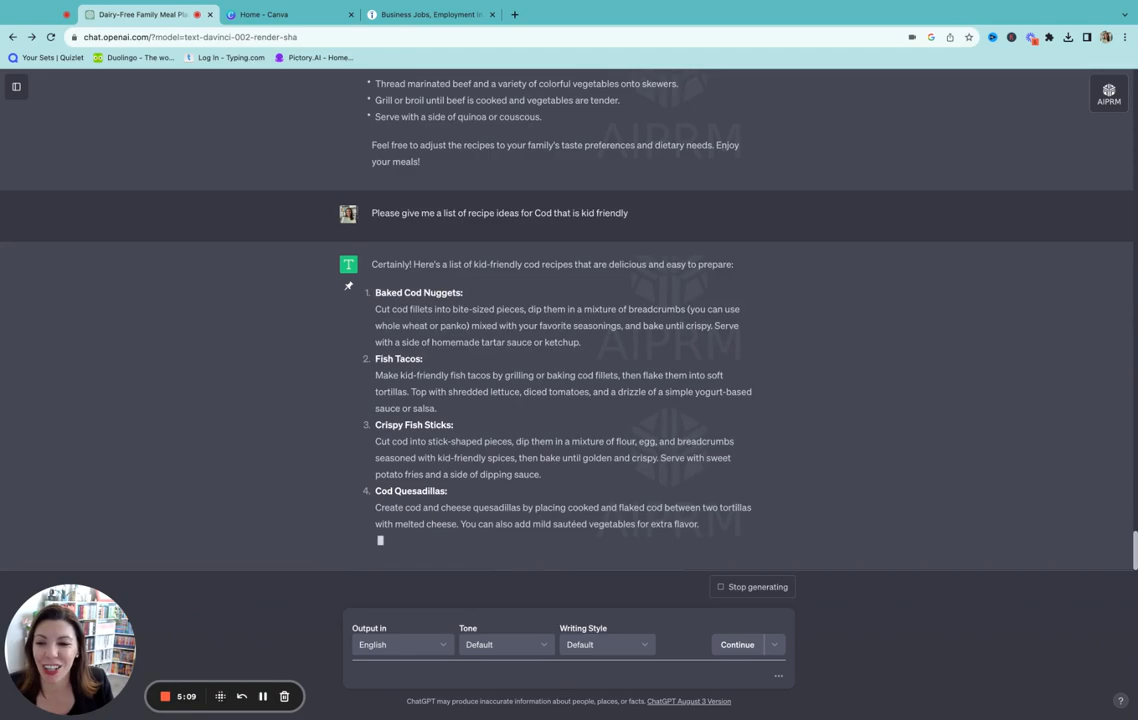 Dairy-Free Family Meal Pla
Home - Canva
Business Jobs, Employment in
chat.openai.com/?model=text-davinci-002-render-sha
Your Sets | Quizlet
Duolingo - The wo...
Log In - Typing.com
Pictory.AI - Home...
AIPRM
Thread marinated beef and a variety of colorful vegetables onto skewers.
Grill or broil until beef is cooked and vegetables are tender.
Serve with a side of quinoa or couscous.
AIPRM
Feel free to adjust the recipes to your family's taste preferences and dietary needs. Enjoy
your meals!
Please give me a list of recipe ideas for Cod that is kid friendly
Certainly! Here's a list of kid-friendly cod recipes that are delicious and easy to prepare:
1. Baked Cod Nuggets:
Cut cod fillets into bite-sized pieces, dip them in a mixture of breadcrumbs (you can use
whole wheat or panko) mixed with your favorite seasonings, and bake until crispy. Serve
with a side of homemade tartar sauce or ketchup.
AIPRM
2. Fish Tacos:
Make kid-friendly fish tacos by grilling or baking cod fillets, then flake them into soft
tortillas. Top with shredded lettuce, diced tomatoes, and a drizzle of a simple yogurt-based
sauce or salsa.
3. Crispy Fish Sticks:
Cut cod into stick-shaped pieces, dip them in a mixture of flour, egg, and breadcrumbs
seasoned with kid-friendly spices, then bake until golden and crispy. Serve with sweet
potato fries and a side of dipping sauce.
4. Cod Quesadillas:
Create cod and cheese quesadillas by placing cooked and flaked cod between two tortillas
with melted cheese. You can also add mild sautéed vegetables for extra flavor.
AIPRM
Stop generating
Output in
Tone
Writing Style
English
Default
Default
Continue
5:09
ChatGPT may produce inaccurate information about people, places, or facts. ChatGPT August 3 Version
?